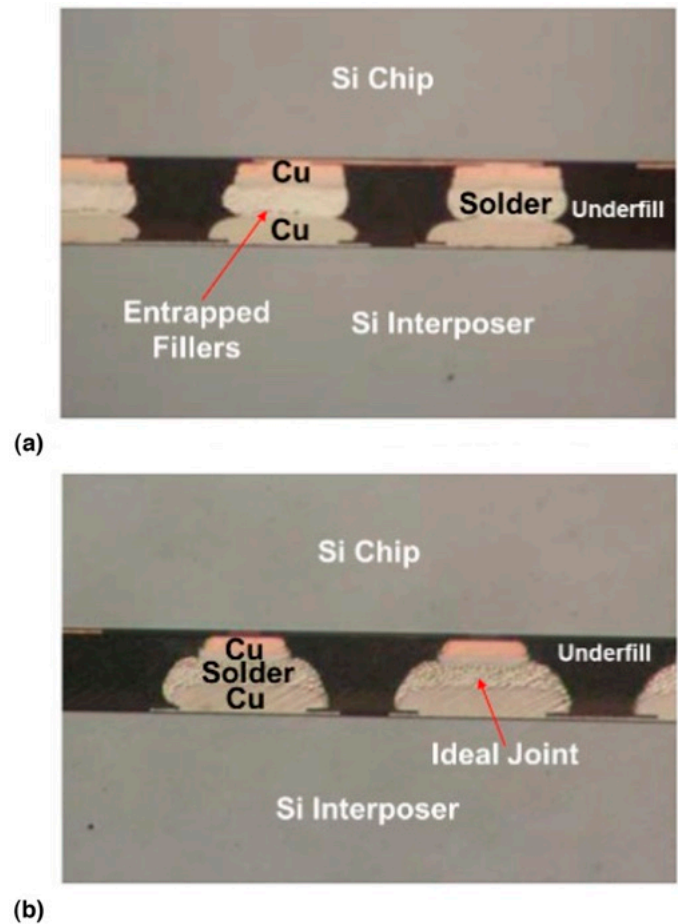 Si Chip
Cu
Solder
Underfill
Cu
Entrapped
Fillers
Si Interposer
(a)
Si Chip
Cu
Solder
Cu
Underfill
Ideal Joint
Si Interposer
(b)